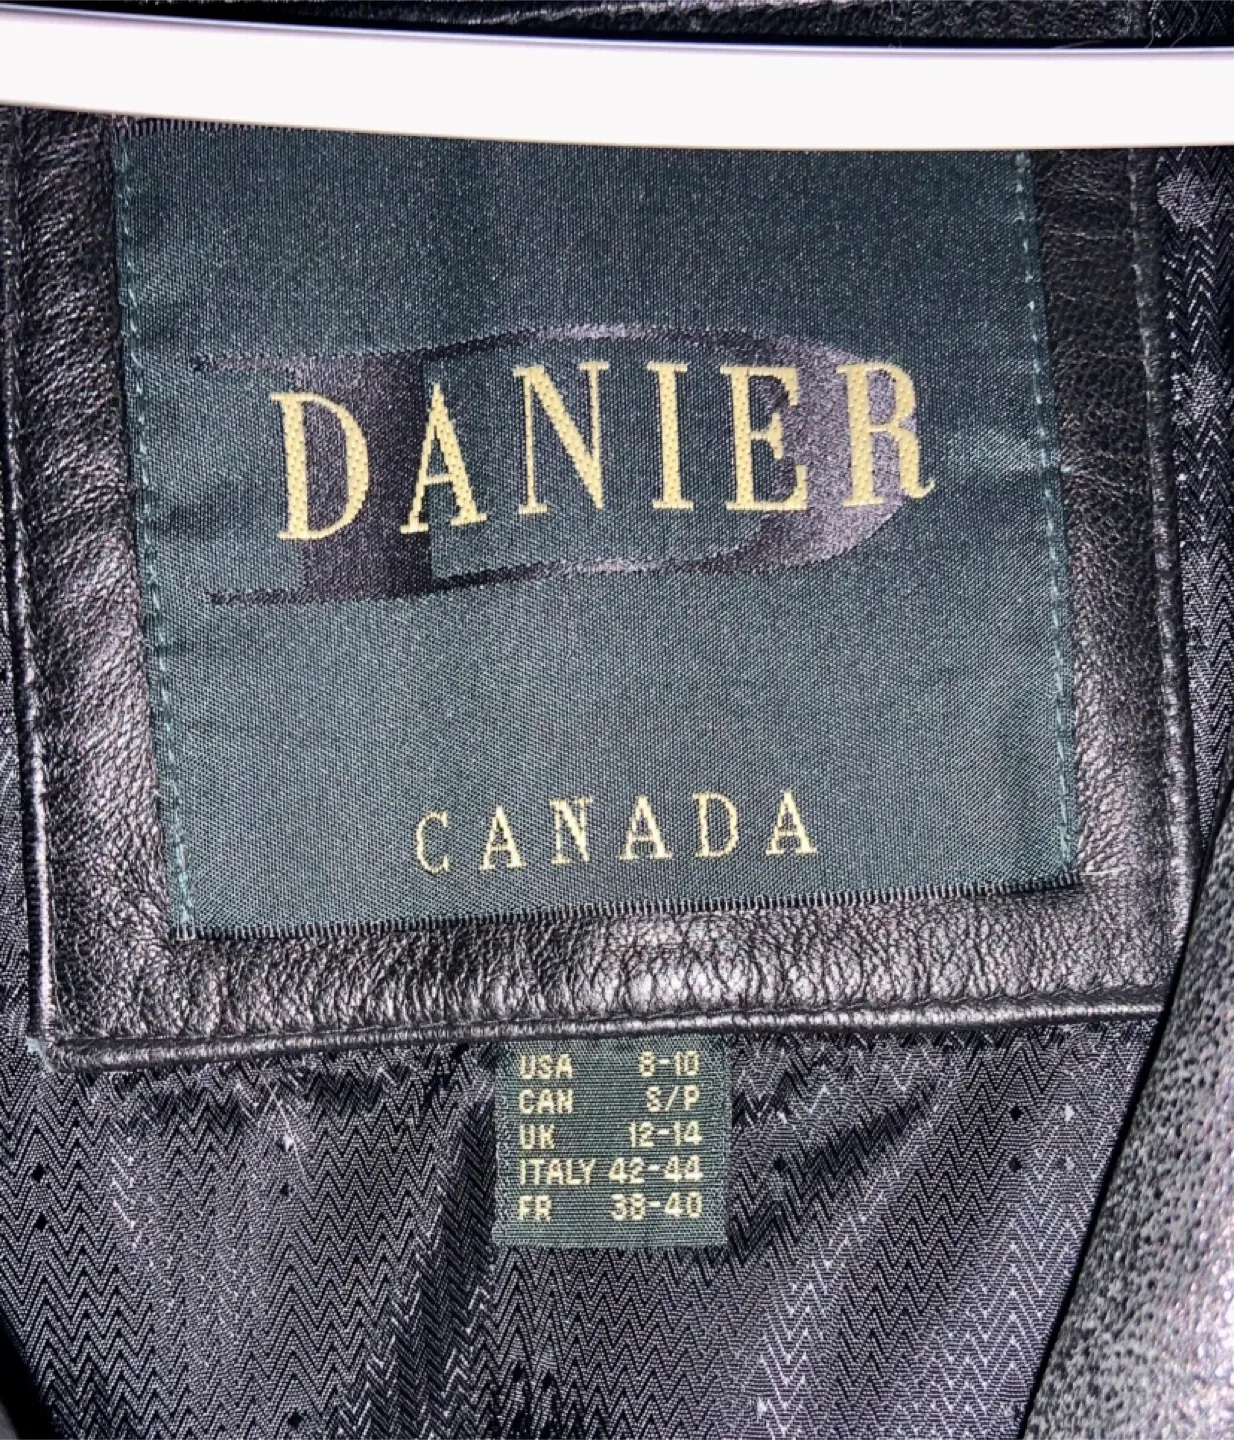 DANIER
CANADA
USA 8-10
CAN S/P
UK 12-14
ITALY 42-44
FR 38-40